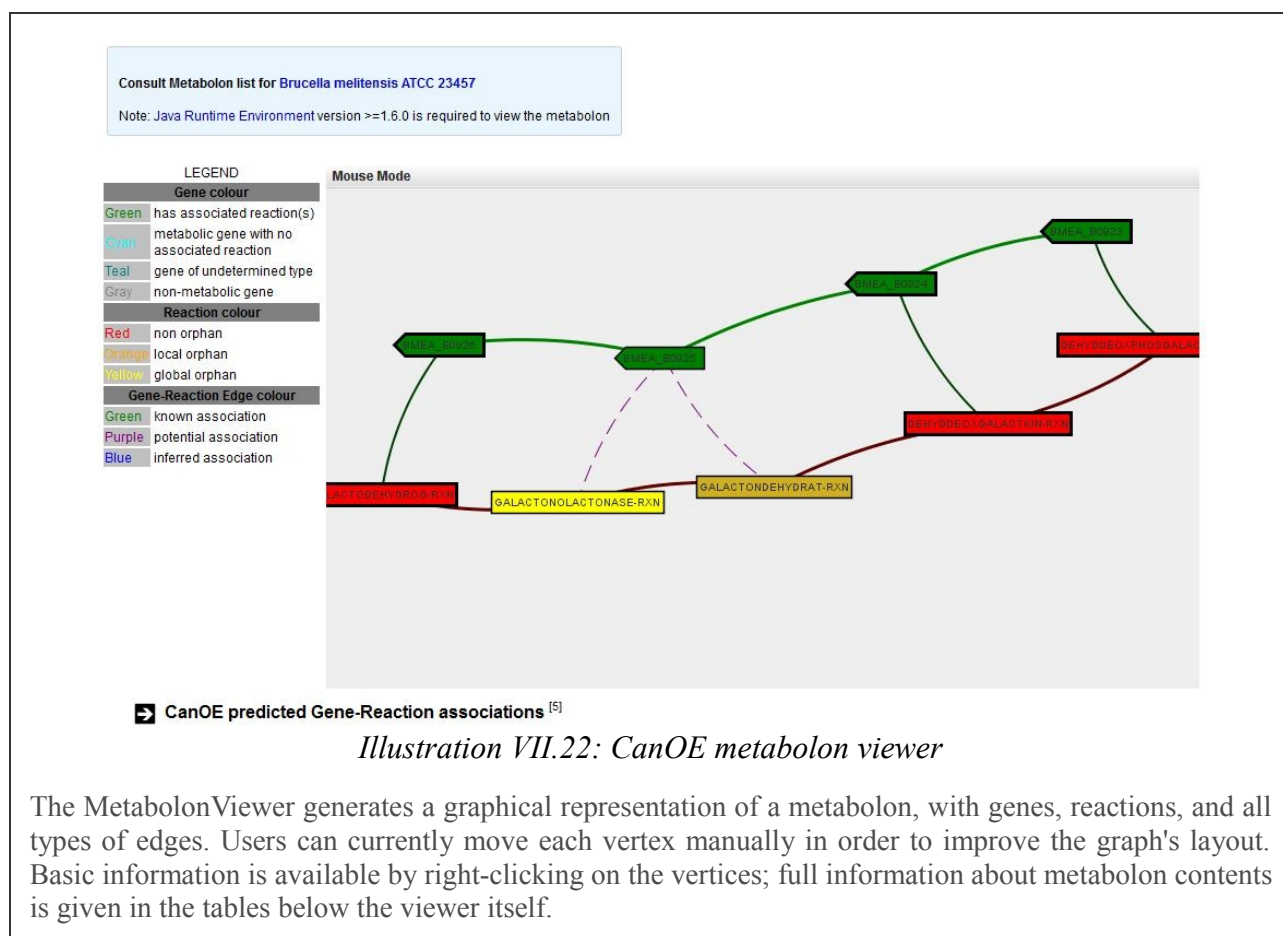 Consult Metabolon list for Brucella melitensis ATCC 23457
Note: Java Runtime Environment version >=1.6.0 is required to view the metabolon
LEGEND
Gene colour
Green has associated reaction(s)
Cyan metabolic gene with no
associated reaction
Teal gene of undetermined type
Gray non-metabolic gene
Reaction colour
Red non orphan
Orange local orphan
Yellow global orphan
Gene-Reaction Edge colour
Green known association
Purple potential association
Blue inferred association
Mouse Mode
BMEA_B0923
BMEA_B0924
BMEA_B0926
BMEA_B0925
DEHYDDEOXPHOSGALAC
DEHYDDEOXGALACTKIN-RXN
GALACTONDEHYDRAT-RXN
LACTODEHYDROG-RXN
GALACTONOLACTONASE-RXN
CanOE predicted Gene-Reaction associations [5]
Illustration VII.22: CanOE metabolon viewer
The MetabolonViewer generates a graphical representation of a metabolon, with genes, reactions, and all
types of edges. Users can currently move each vertex manually in order to improve the graph's layout.
Basic information is available by right-clicking on the vertices; full information about metabolon contents
is given in the tables below the viewer itself.